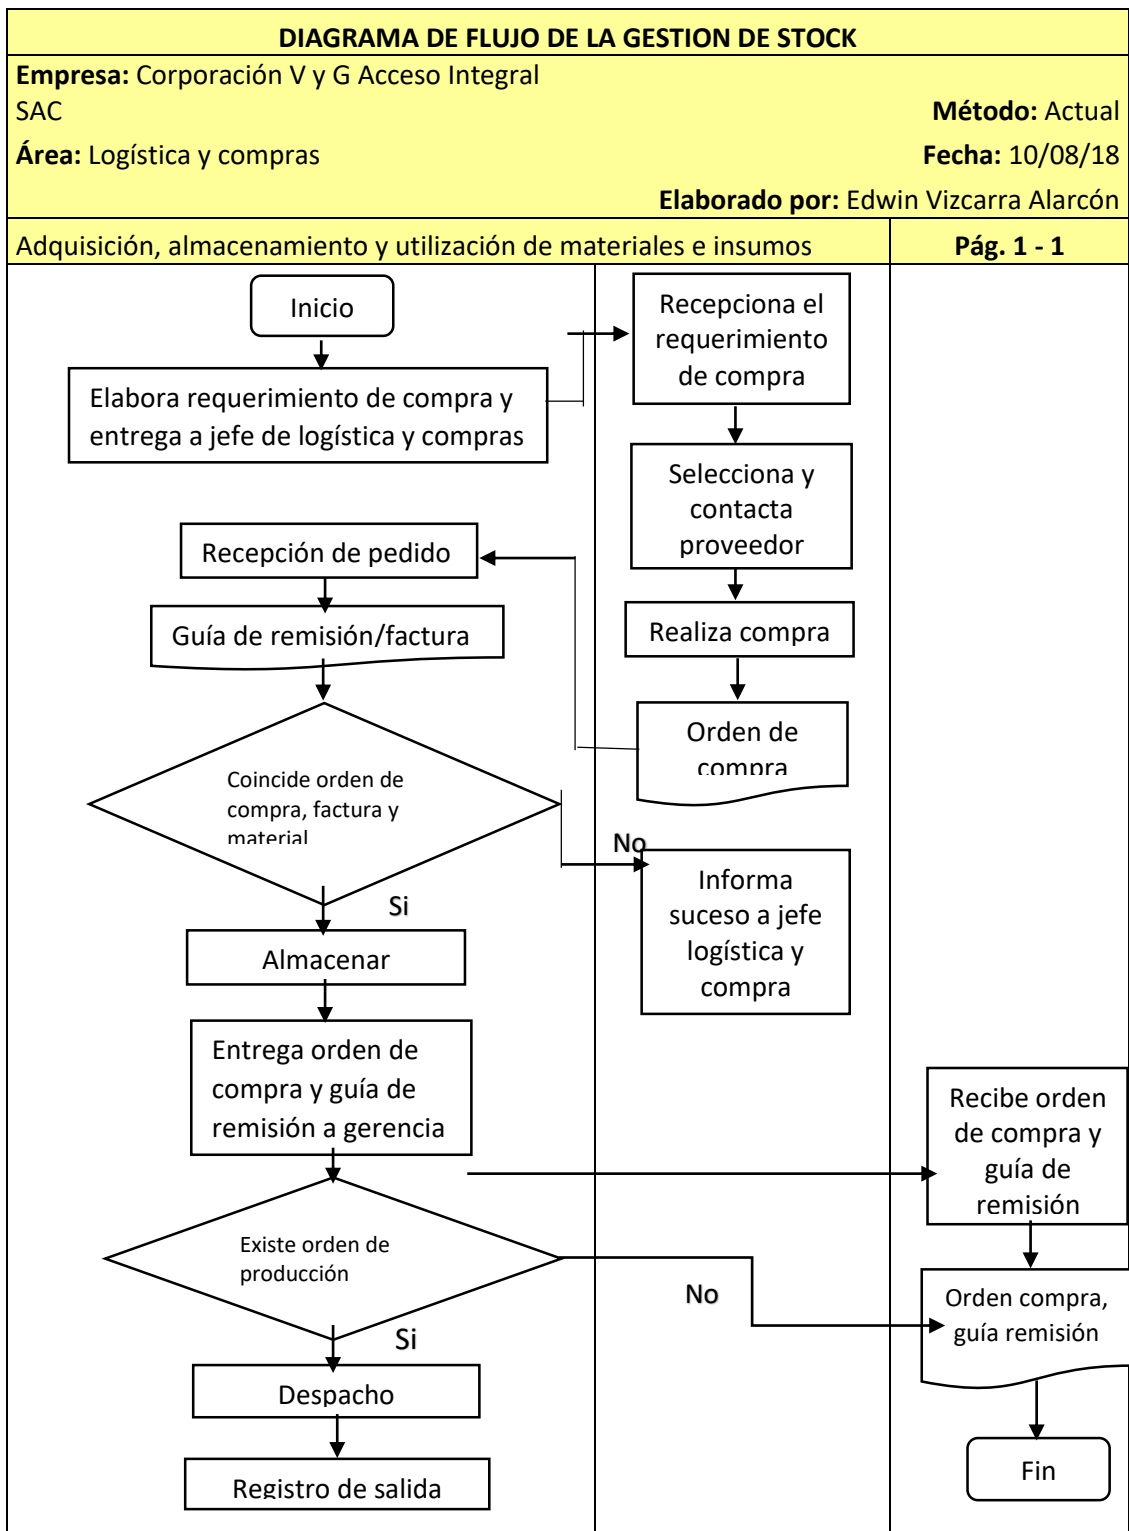 DIAGRAMA DE FLUJO DE LA GESTION DE STOCK
Empresa: Corporación V y G Acceso Integral
SAC
Método: Actual
Área: Logística y compras
Fecha: 10/08/18
Elaborado por: Edwin Vizcarra Alarcón
Adquisición, almacenamiento y utilización de materiales e insumos
Pág. 1 - 1
Inicio
Elabora requerimiento de compra y
entrega a jefe de logística y compras
Recepciona el
requerimiento
de compra
Selecciona y
contacta
proveedor
Realiza compra
Orden de
compra
Recepción de pedido
Guía de remisión/factura
Coincide orden de
compra, factura y
material
No
Informa
suceso a jefe
logística y
compra
Si
Almacenar
Entrega orden de
compra y guía de
remisión a gerencia
Recibe orden
de compra y
guía de
remisión
Existe orden de
producción
No
Orden compra,
guía remisión
Si
Despacho
Registro de salida
Fin